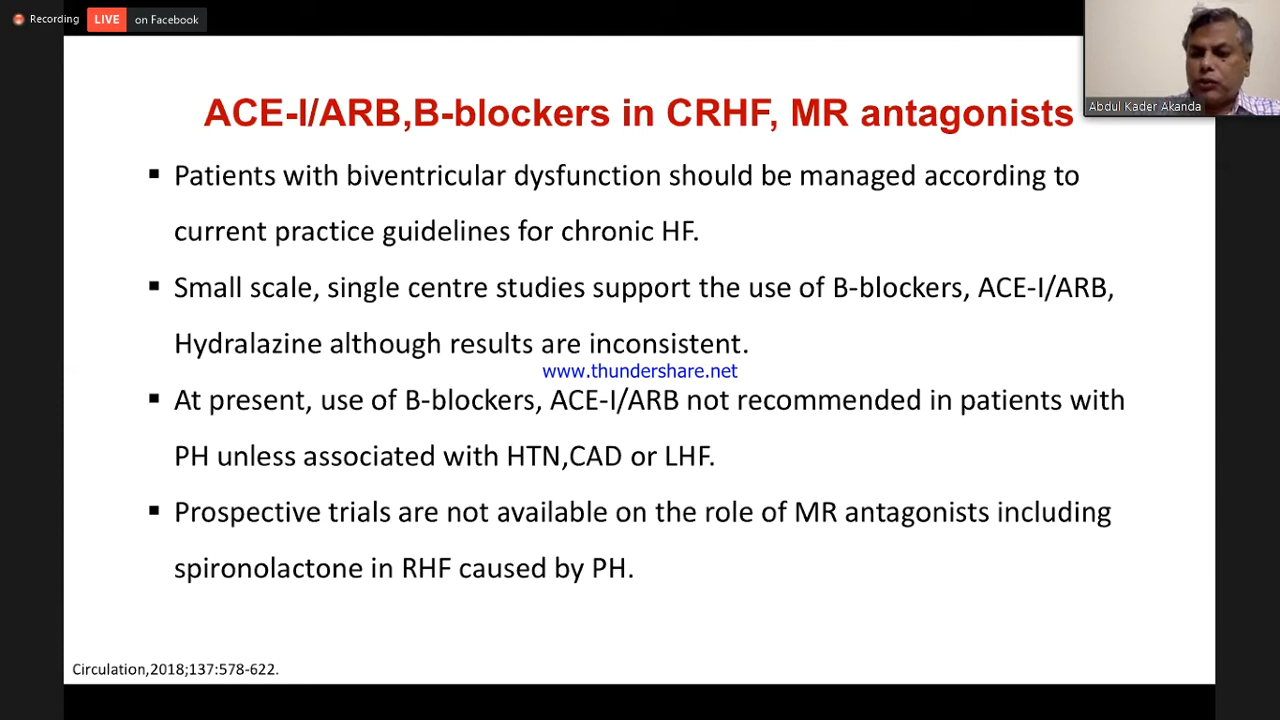 Recording
LIVE on Facebook
Abdul Kader Akanda
ACE-I/ARB,B-blockers in CRHF, MR antagonists
▪ Patients with biventricular dysfunction should be managed according to
current practice guidelines for chronic HF.
▪ Small scale, single centre studies support the use of B-blockers, ACE-I/ARB,
Hydralazine although results are inconsistent.
www.thundershare.net
▪ At present, use of B-blockers, ACE-I/ARB not recommended in patients with
PH unless associated with HTN,CAD or LHF.
▪ Prospective trials are not available on the role of MR antagonists including
spironolactone in RHF caused by PH.
Circulation,2018;137:578-622.